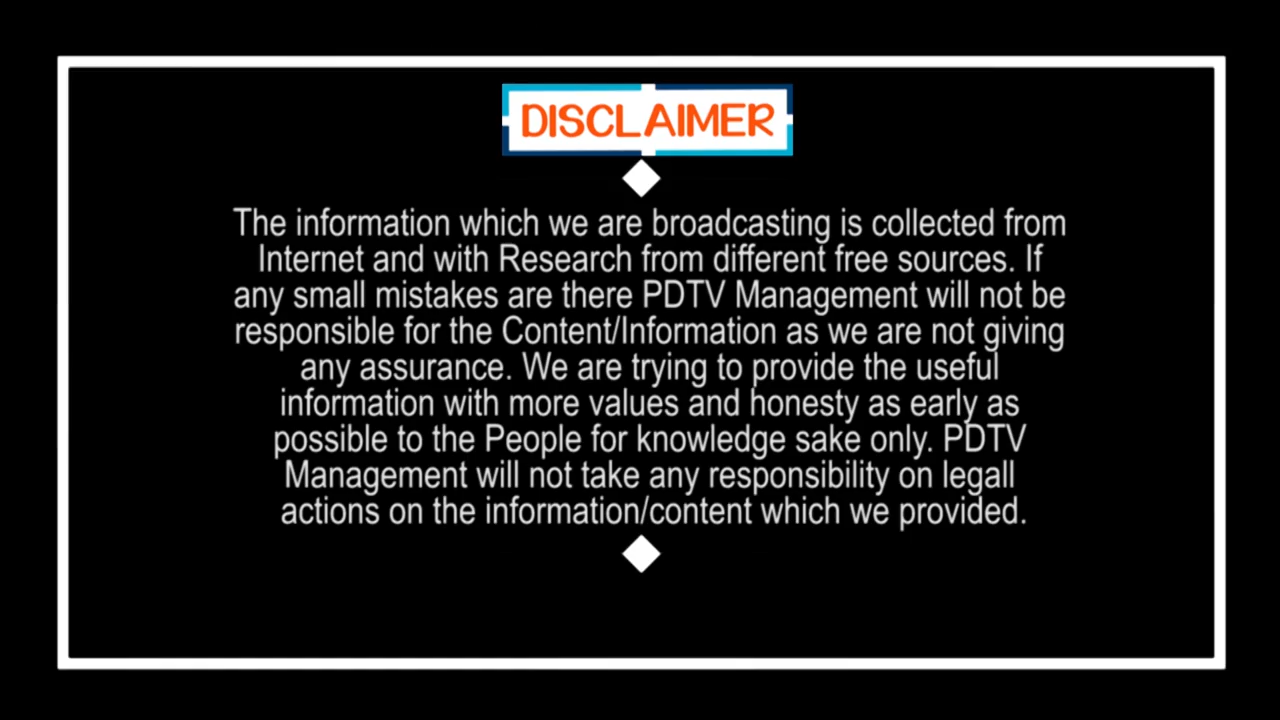 DISCLAIMER
The information which we are broadcasting is collected from
Internet and with Research from different free sources. If
any small mistakes are there PDTV Management will not be
responsible for the Content/Information as we are not giving
any assurance. We are trying to provide the useful
information with more values and honesty as early as
possible to the People for knowledge sake only. PDTV
Management will not take any responsibility on legall
actions on the information/content which we provided.